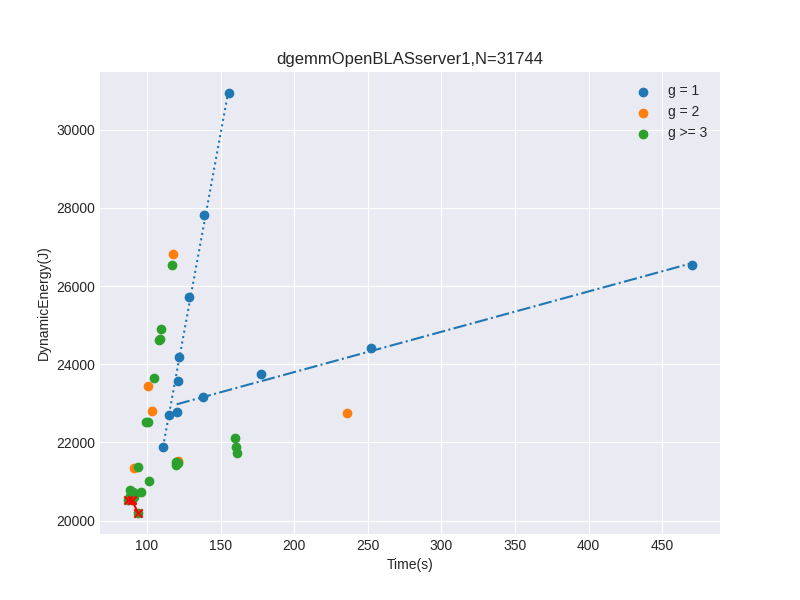 dgemmOpenBLASserver1,N=31744
g = 1
g = 2
g >= 3
30000
28000
26000
24000
22000
20000
DynamicEnergy(J)
100 150 200 250 300 350 400 450
Time(s)